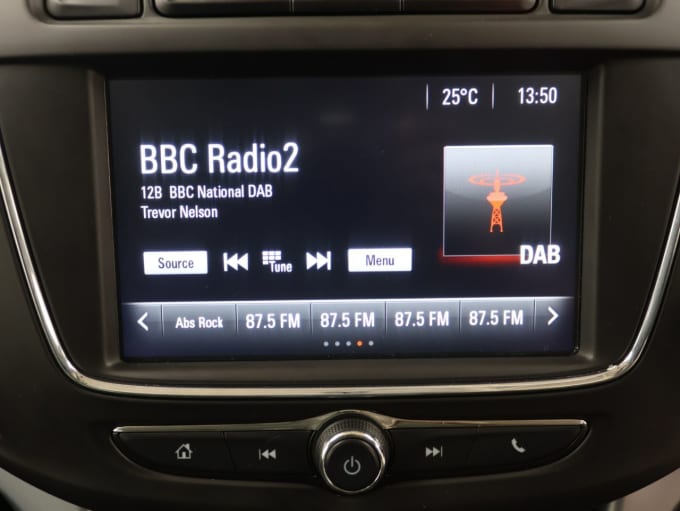 25°C 13:50
BBC Radio2
12B BBC National DAB
Trevor Nelson
DAB
Source Tune Menu
Abs Rock 87.5 FM 87.5 FM 87.5 FM 87.5 FM